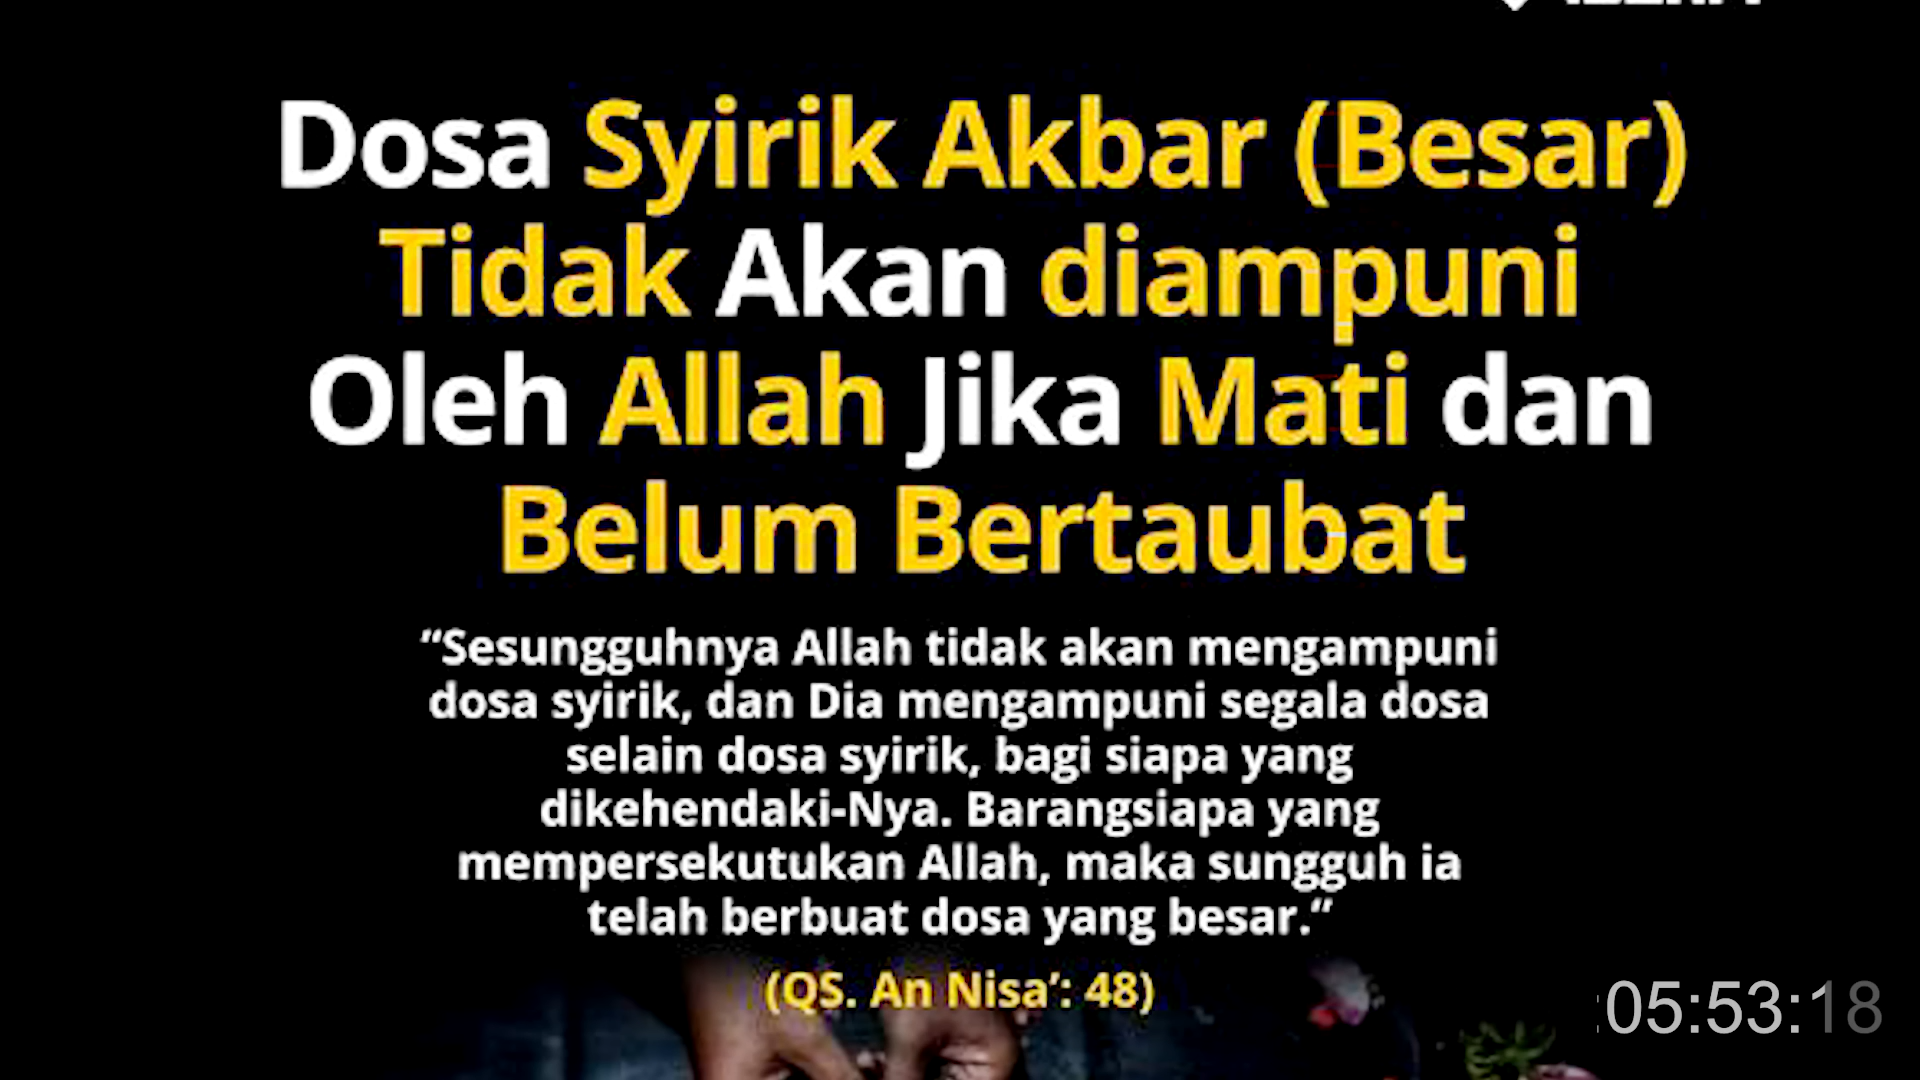 Dosa Syirik Akbar (Besar)
Tidak Akan diampuni
Oleh Allah Jika Mati dan
Belum Bertaubat
“Sesungguhnya Allah tidak akan mengampuni
dosa syirik, dan Dia mengampuni segala dosa
selain dosa syirik, bagi siapa yang
dikehendaki-Nya. Barangsiapa yang
mempersekutukan Allah, maka sungguh ia
telah berbuat dosa yang besar.“
(QS. An Nisa’: 48)
:05:53:18